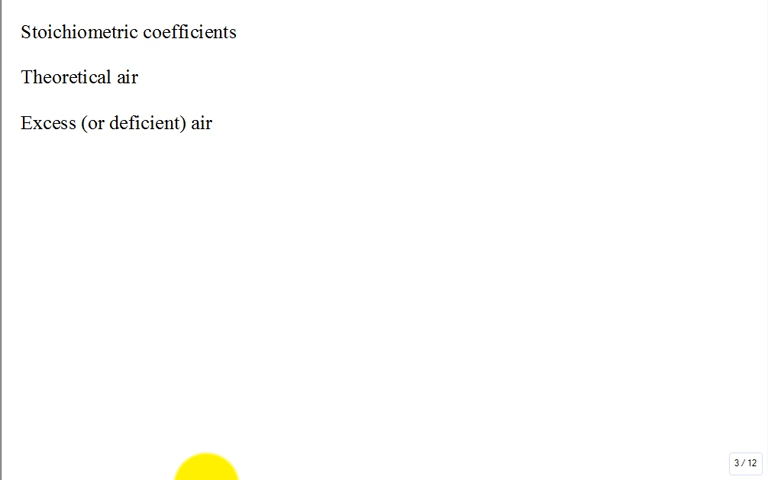 Stoichiometric coefficients
Theoretical air
Excess (or deficient) air
3 / 12